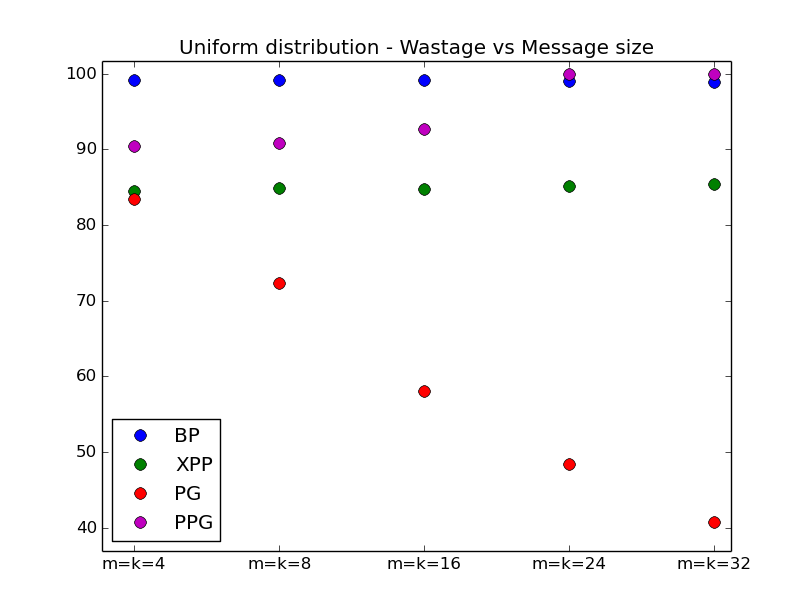 Uniform distribution - Wastage vs Message size
100
90
80
70
60
50
40
BP
XPP
PG
PPG
m=k=4 m=k=8 m=k=16 m=k=24 m=k=32